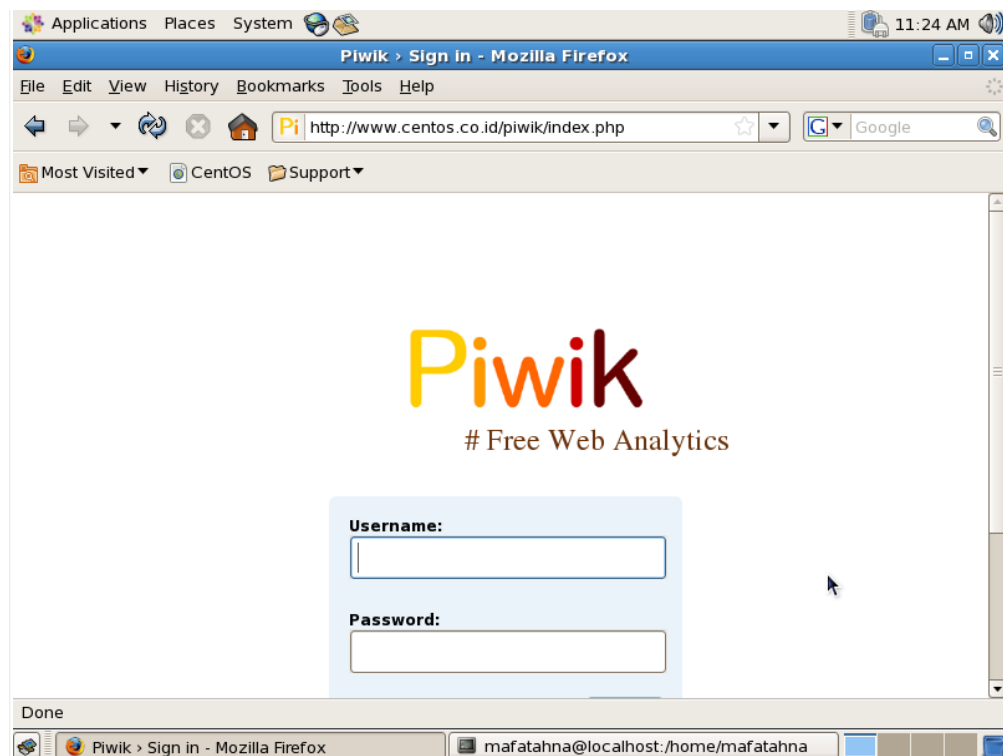 Applications Places System 11:24 AM
Piwik › Sign in - Mozilla Firefox
File Edit View History Bookmarks Tools Help
Pi http://www.centos.co.id/piwik/index.php G Google
Most Visited CentOS Support
Piwik
# Free Web Analytics
Username:
Password:
Done
Piwik › Sign in - Mozilla Firefox mafatahna@localhost:/home/mafatahna